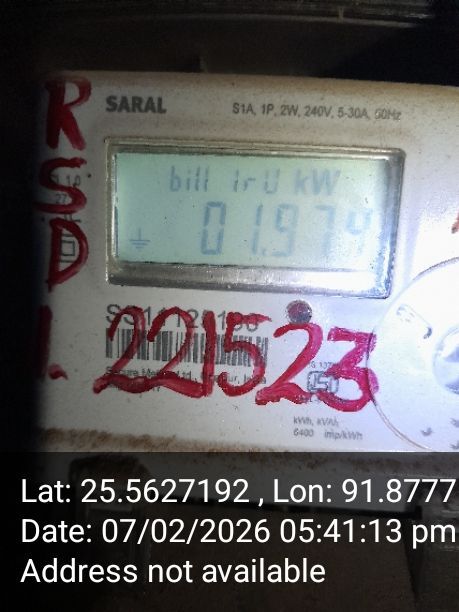 SARAL
S1A, 1P, 2W, 240V, 5-30A, 50Hz
RSD
bill kW
01.974
1. 221523
kWh, kVAh
6400 imp/kWh
Lat: 25.5627192 , Lon: 91.8777
Date: 07/02/2026 05:41:13 pm
Address not available